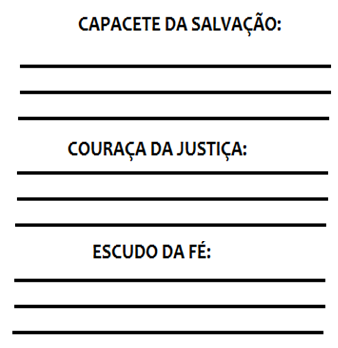 CAPACETE DA SALVAÇÃO:
COURAÇA DA JUSTIÇA:
ESCUDO DA FÉ: